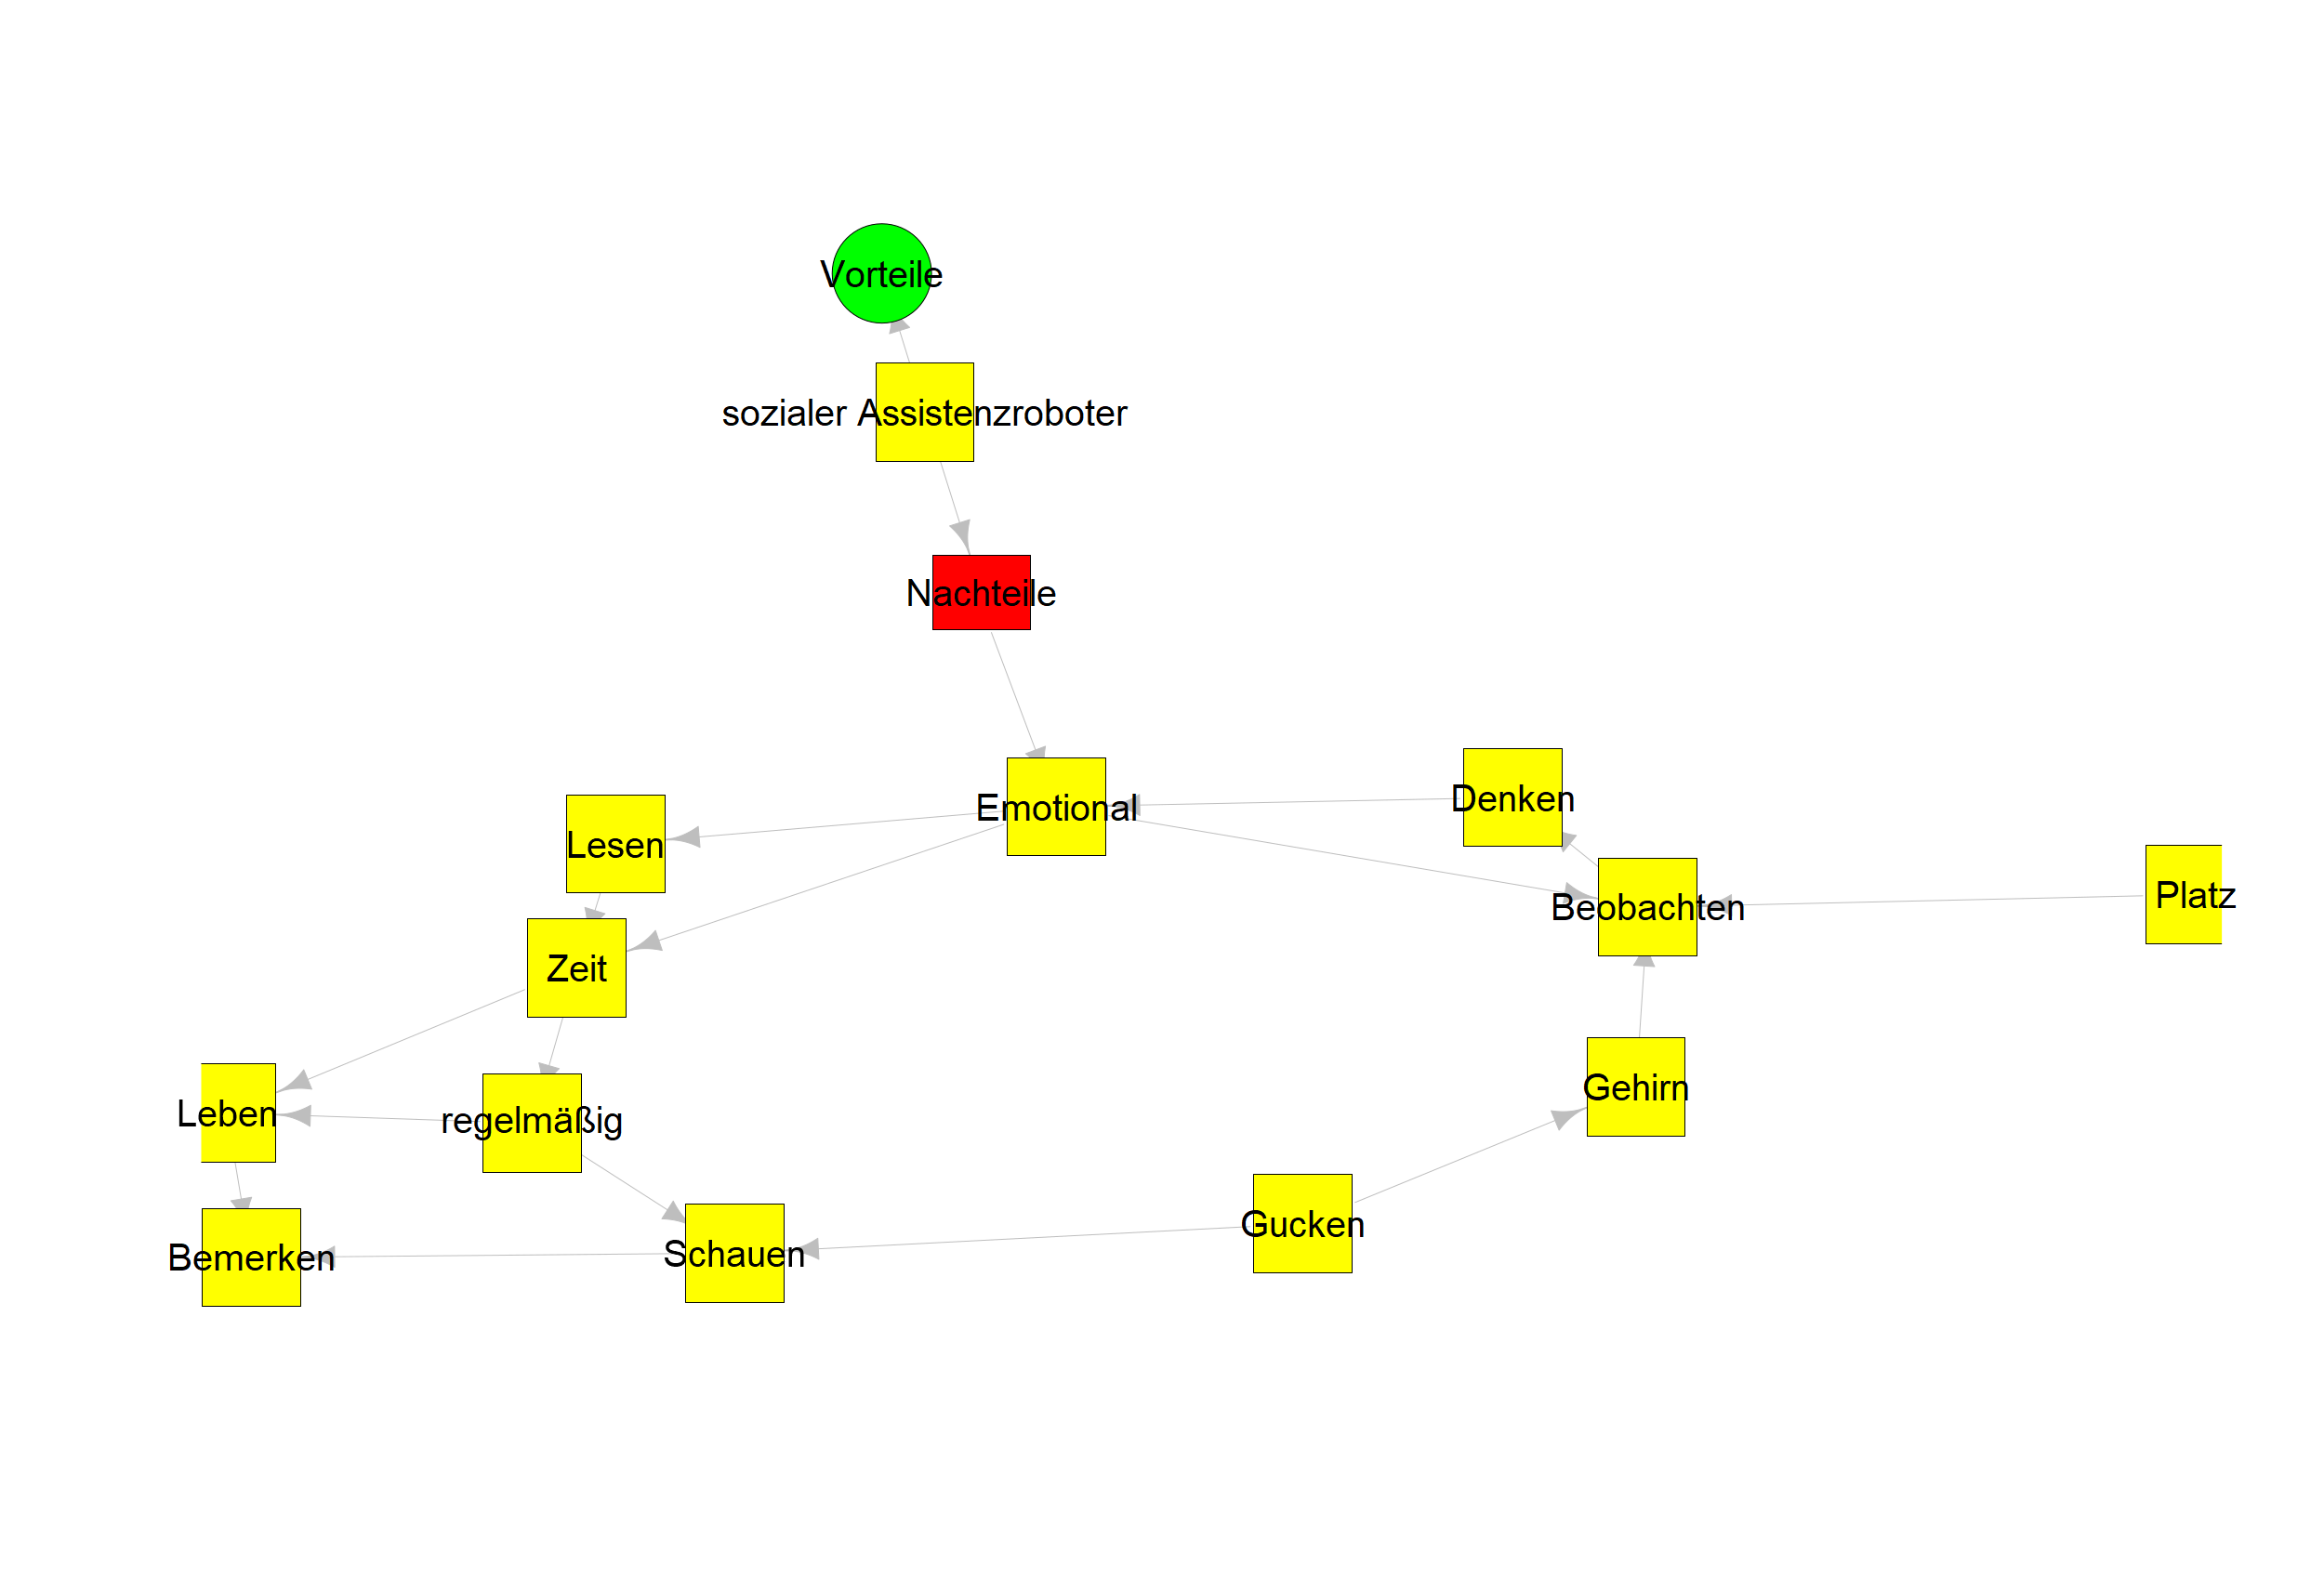 Vorteile
sozialer Assistenzroboter
Nachteile
Emotional
Denken
Lesen
Platz
Beobachten
Zeit
Gehirn
Leben
regelmäßig
Gucken
Schauen
Bemerken